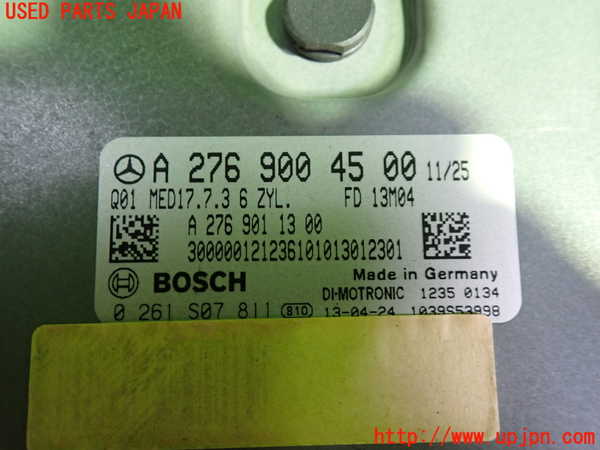 USED PARTS JAPAN
A 276 900 45 00 11/25
Q01 MED17.7.3 6 ZYL. FD 13M04
A 276 901 13 00
300000121236101013012301
BOSCH
Made in Germany
DI-MOTRONIC 1235 0134
0 261 S07 811 810 13-04-24 1039S53998
http://www.upjpn.com